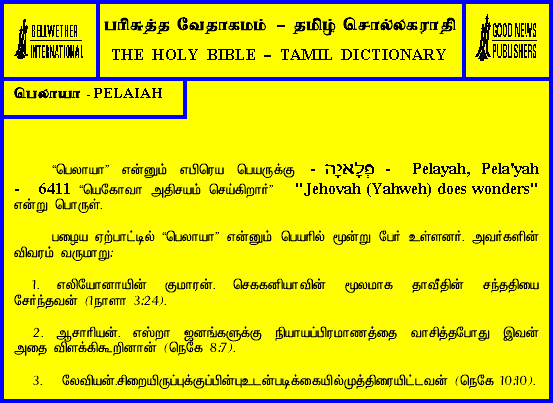 BELLWETHER
INTERNATIONAL
பரிசுத்த வேதாகமம் – தமிழ் சொல்லகராதி
THE HOLY BIBLE – TAMIL DICTIONARY
GOOD NEWS
PUBLISHERS
பெலாயா - PELAIAH
“பெலாயா” என்னும் எபிரெய பெயருக்கு - פְּלָאיָה - Pelayah, Pela'yah
- 6411 “யெகோவா அதிசயம் செய்கிறார்” "Jehovah (Yahweh) does wonders"
என்று பொருள்.
பழைய ஏற்பாட்டில் “பெலாயா” என்னும் பெயரில் மூன்று பேர் உள்ளனர். அவர்களின்
விவரம் வருமாறு:
1. எலியோனாயின் குமாரன். செககனியாவின் மூலமாக தாவீதின் சந்ததியை
சேர்ந்தவன் (1நாளா 3:24).
2. ஆசாரியன். எஸ்றா ஜனங்களுக்கு நியாயப்பிரமாணத்தை வாசித்தபோது இவன்
அதை விளக்கிகூறினான் (நெகே 8:7).
3. லேவியன்.சிறையிருப்புக்குப்பின்புஉடன்படிக்கையில்முத்திரையிட்டவன் (நெகே 10:10).